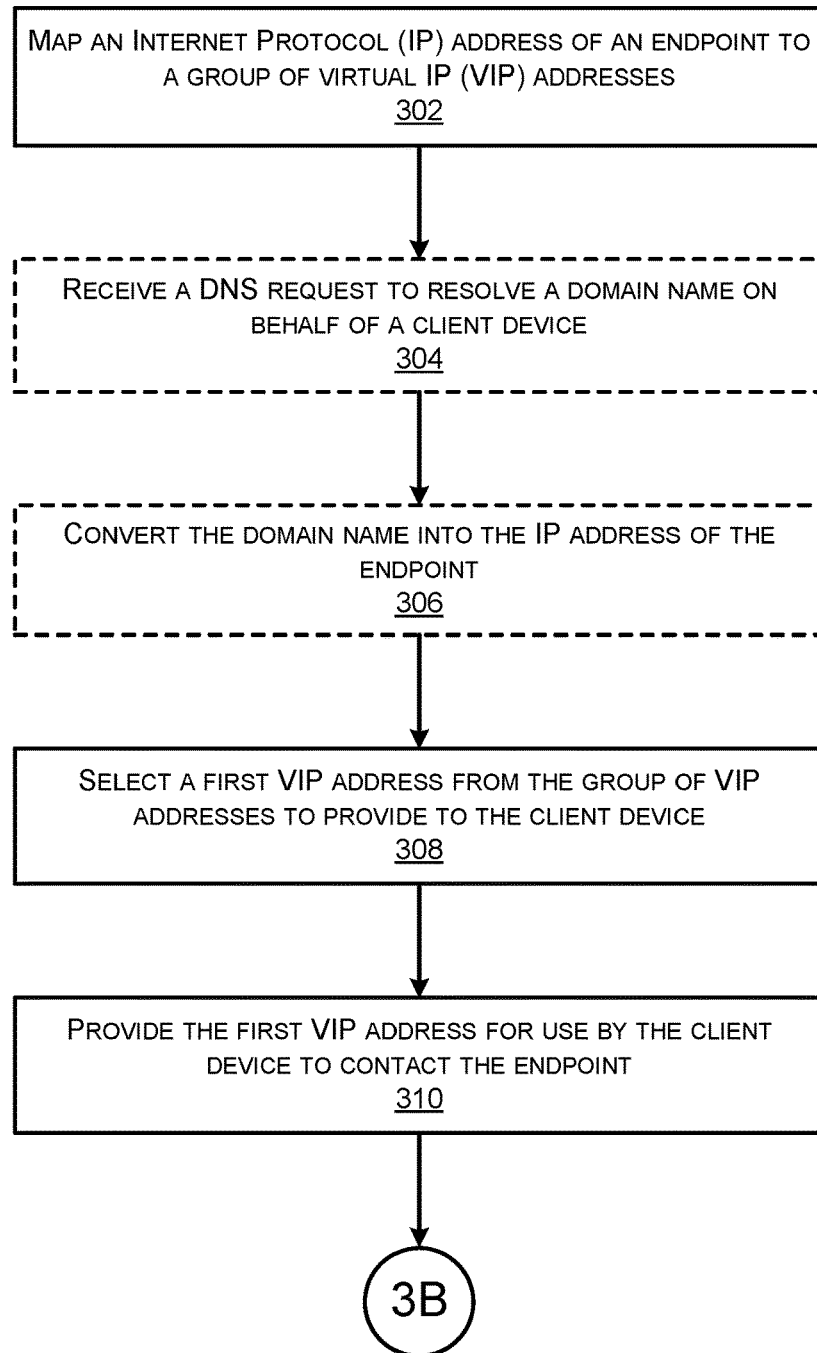 MAP AN INTERNET PROTOCOL (IP) ADDRESS OF AN ENDPOINT TO
A GROUP OF VIRTUAL IP (VIP) ADDRESSES
302
RECEIVE A DNS REQUEST TO RESOLVE A DOMAIN NAME ON
BEHALF OF A CLIENT DEVICE
304
CONVERT THE DOMAIN NAME INTO THE IP ADDRESS OF THE
ENDPOINT
306
SELECT A FIRST VIP ADDRESS FROM THE GROUP OF VIP
ADDRESSES TO PROVIDE TO THE CLIENT DEVICE
308
PROVIDE THE FIRST VIP ADDRESS FOR USE BY THE CLIENT
DEVICE TO CONTACT THE ENDPOINT
310
3B